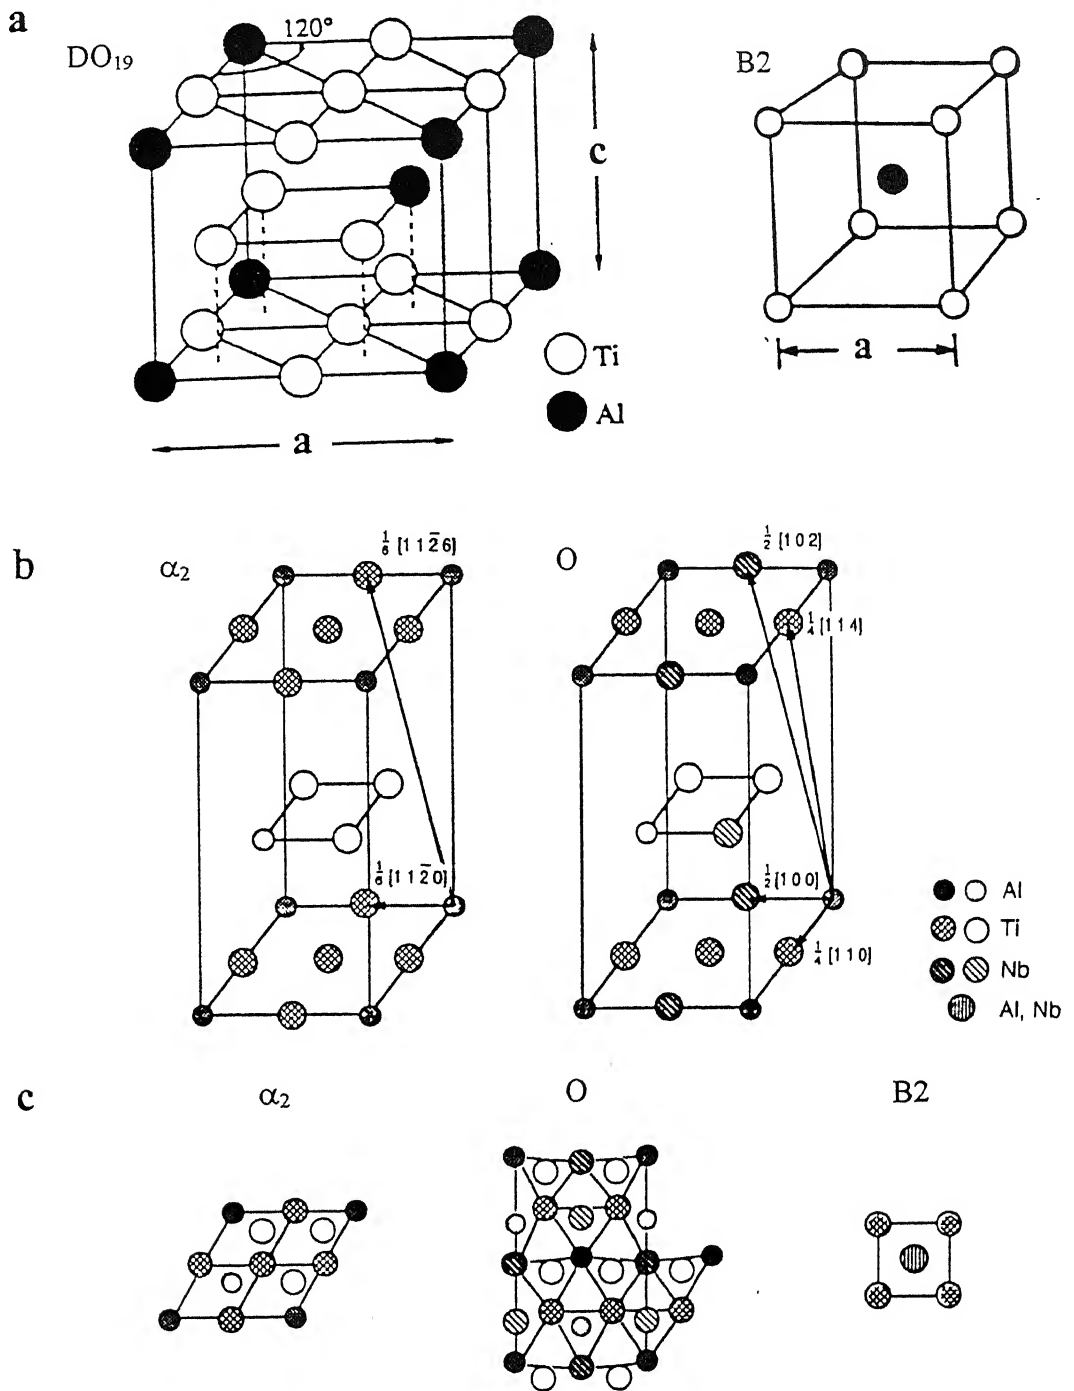 a
DO₁₉
120°
c
B2
Ti
Al
a
a
b
α₂
⅙ [1 1 2̅ 6]
⅙ [1 1 2̅ 0]
O
½ [1 0 2]
¼ [1 1 4]
½ [1 0 0]
¼ [1 1 0]
Al
Ti
Nb
Al, Nb
c
α₂
O
B2